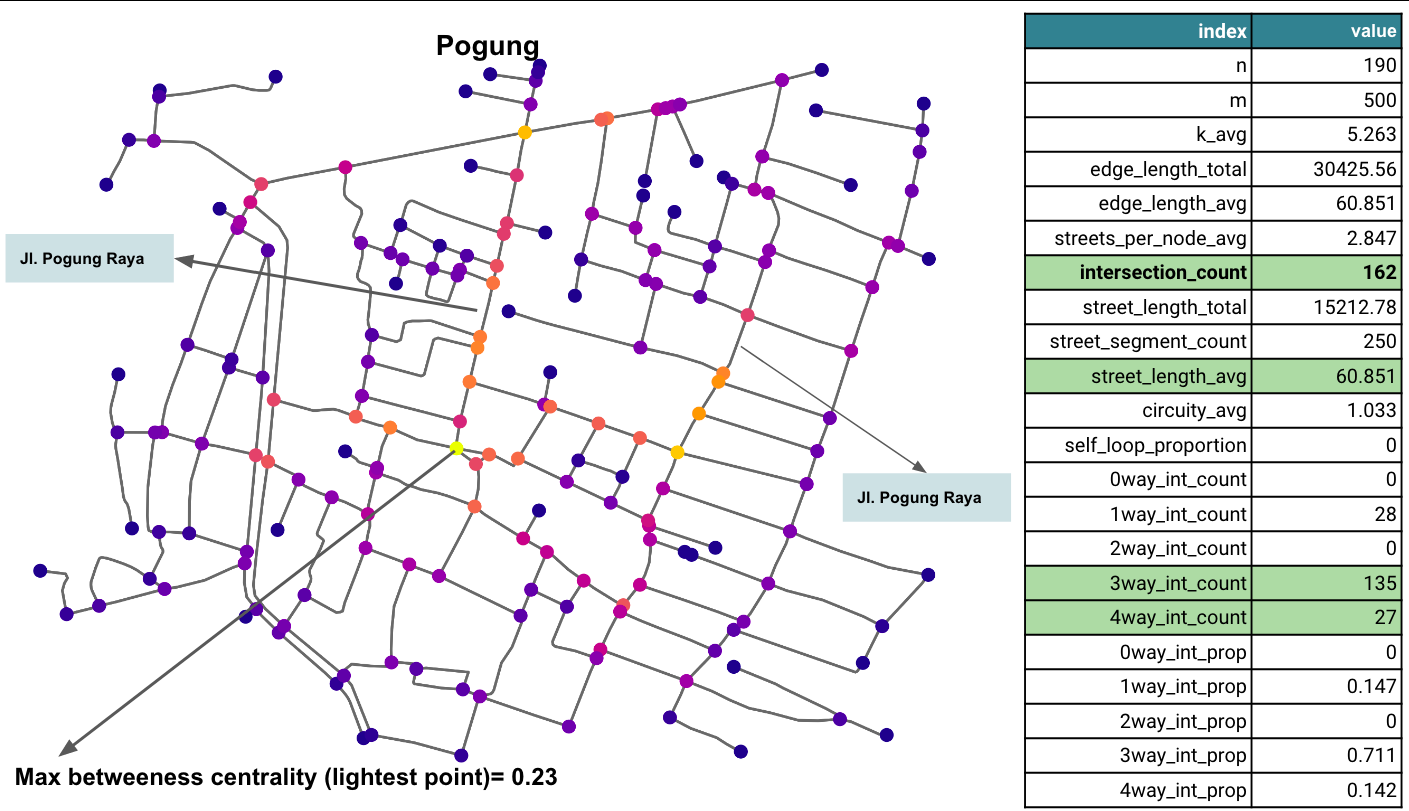 Pogung
Jl. Pogung Raya
Jl. Pogung Raya
Max betweeness centrality (lightest point)= 0.23
index value
n 190
m 500
k_avg 5.263
edge_length_total 30425.56
edge_length_avg 60.851
streets_per_node_avg 2.847
intersection_count 162
street_length_total 15212.78
street_segment_count 250
street_length_avg 60.851
circuity_avg 1.033
self_loop_proportion 0
0way_int_count 0
1way_int_count 28
2way_int_count 0
3way_int_count 135
4way_int_count 27
0way_int_prop 0
1way_int_prop 0.147
2way_int_prop 0
3way_int_prop 0.711
4way_int_prop 0.142